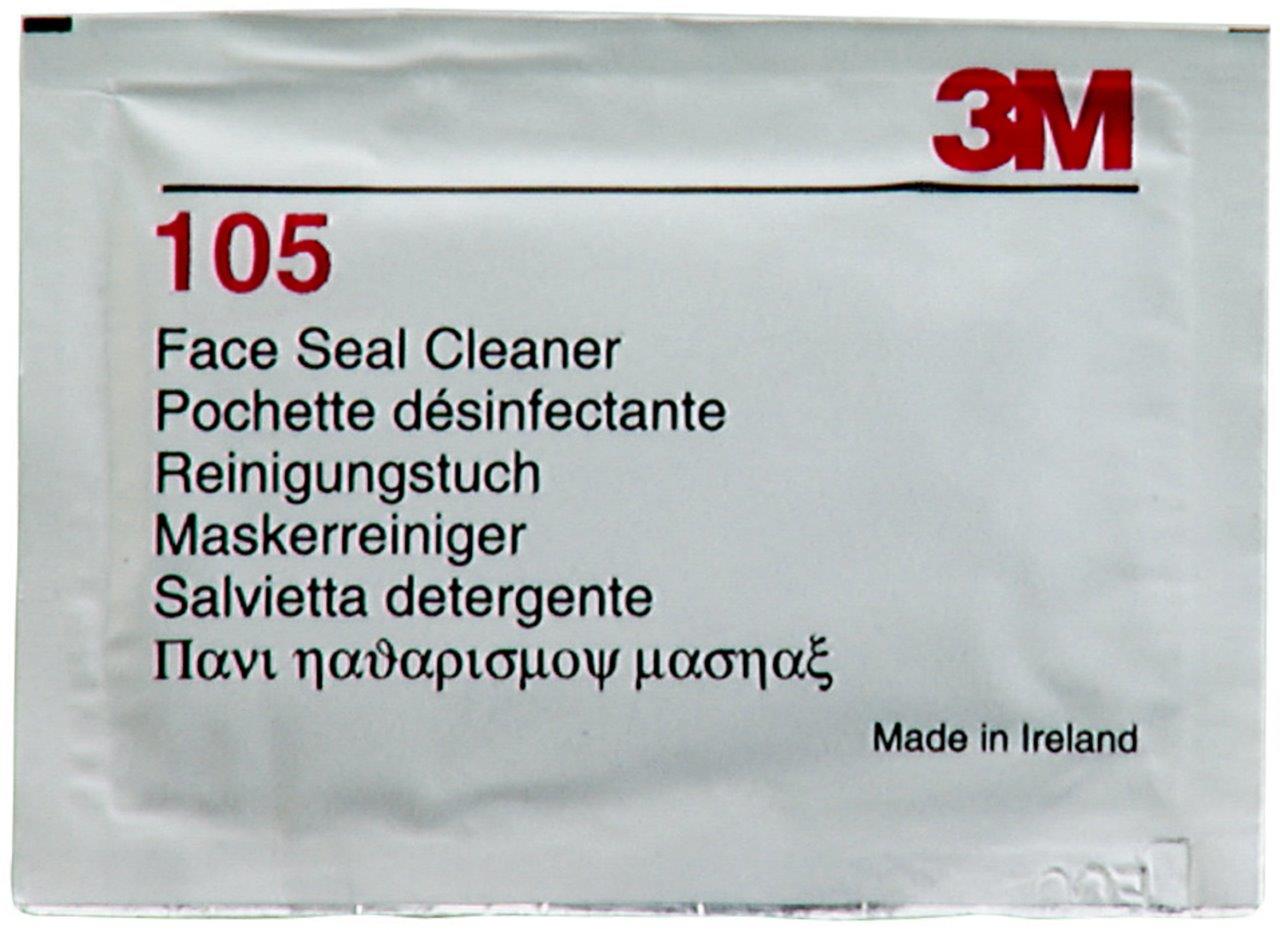 3M
105
Face Seal Cleaner
Pochette désinfectante
Reinigungstuch
Maskerreiniger
Salvietta detergente
Πανι ηαϑαρισμοψ μασηαξ
Made in Ireland